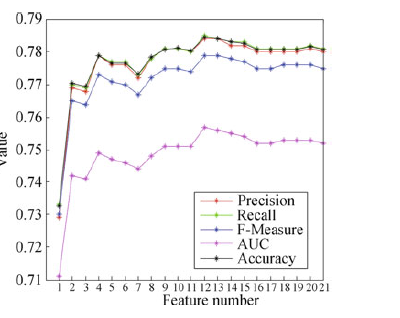 0.79
0.78
0.77
0.76
0.75
0.74
0.73
0.72
0.71
Value
1 2 3 4 5 6 7 8 9 10 11 12 13 14 15 16 17 18 19 20 21
Feature number
Precision
Recall
F-Measure
AUC
Accuracy